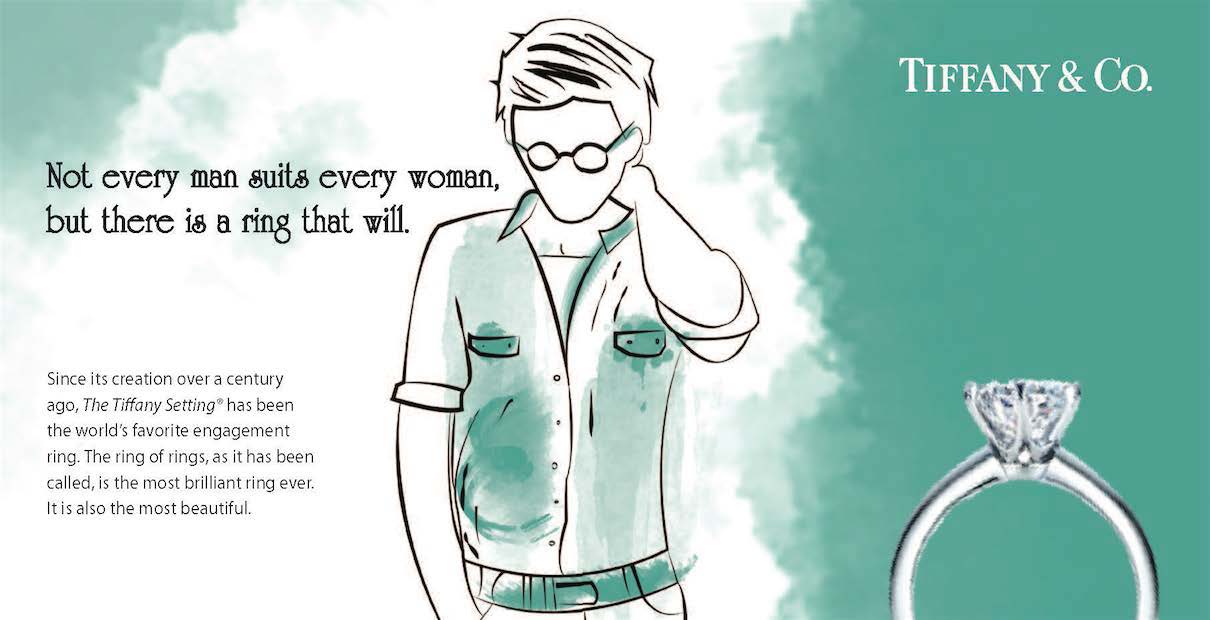 TIFFANY & CO.
Not every man suits every woman,
but there is a ring that will.
Since its creation over a century
ago, The Tiffany Setting® has been
the world's favorite engagement
ring. The ring of rings, as it has been
called, is the most brilliant ring ever.
It is also the most beautiful.